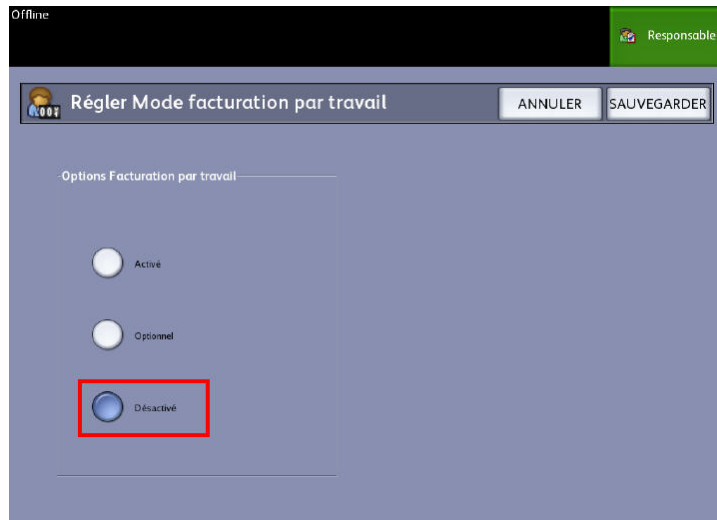 Offline
Responsable
Régler Mode facturation par travail
ANNULER
SAUVEGARDER
Options Facturation par travail
Activé
Optionnel
Désactivé